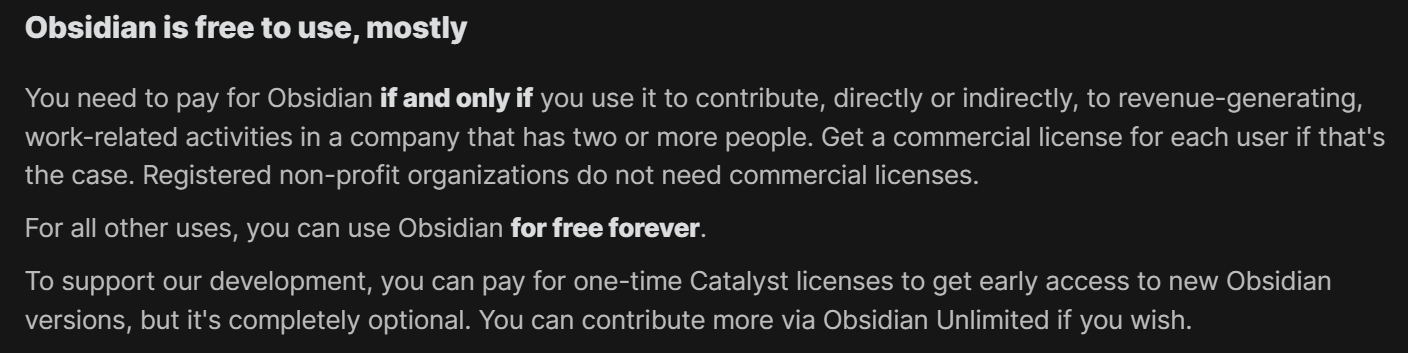 Obsidian is free to use, mostly
You need to pay for Obsidian if and only if you use it to contribute, directly or indirectly, to revenue-generating,
work-related activities in a company that has two or more people. Get a commercial license for each user if that's
the case. Registered non-profit organizations do not need commercial licenses.
For all other uses, you can use Obsidian for free forever.
To support our development, you can pay for one-time Catalyst licenses to get early access to new Obsidian
versions, but it's completely optional. You can contribute more via Obsidian Unlimited if you wish.